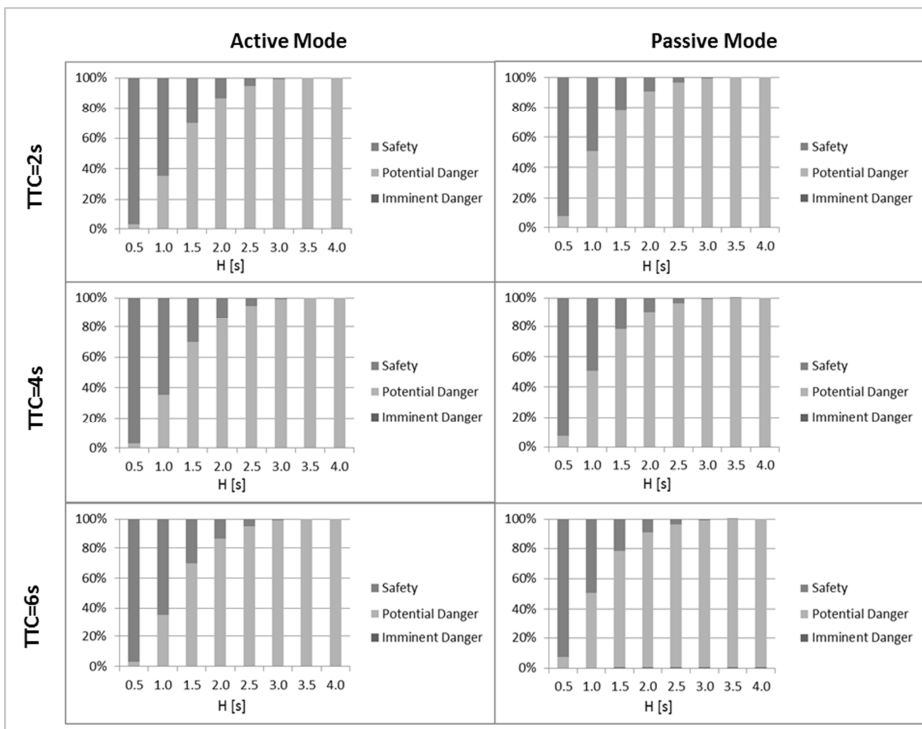 Active Mode
Passive Mode
TTC=2s
100%
80%
60%
40%
20%
0%
0.5 1.0 1.5 2.0 2.5 3.0 3.5 4.0
H [s]
Safety
Potential Danger
Imminent Danger
100%
80%
60%
40%
20%
0%
0.5 1.0 1.5 2.0 2.5 3.0 3.5 4.0
H [s]
Safety
Potential Danger
Imminent Danger
TTC=4s
100%
80%
60%
40%
20%
0%
0.5 1.0 1.5 2.0 2.5 3.0 3.5 4.0
H [s]
Safety
Potential Danger
Imminent Danger
100%
80%
60%
40%
20%
0%
0.5 1.0 1.5 2.0 2.5 3.0 3.5 4.0
H [s]
Safety
Potential Danger
Imminent Danger
TTC=6s
100%
80%
60%
40%
20%
0%
0.5 1.0 1.5 2.0 2.5 3.0 3.5 4.0
H [s]
Safety
Potential Danger
Imminent Danger
100%
80%
60%
40%
20%
0%
0.5 1.0 1.5 2.0 2.5 3.0 3.5 4.0
H [s]
Safety
Potential Danger
Imminent Danger